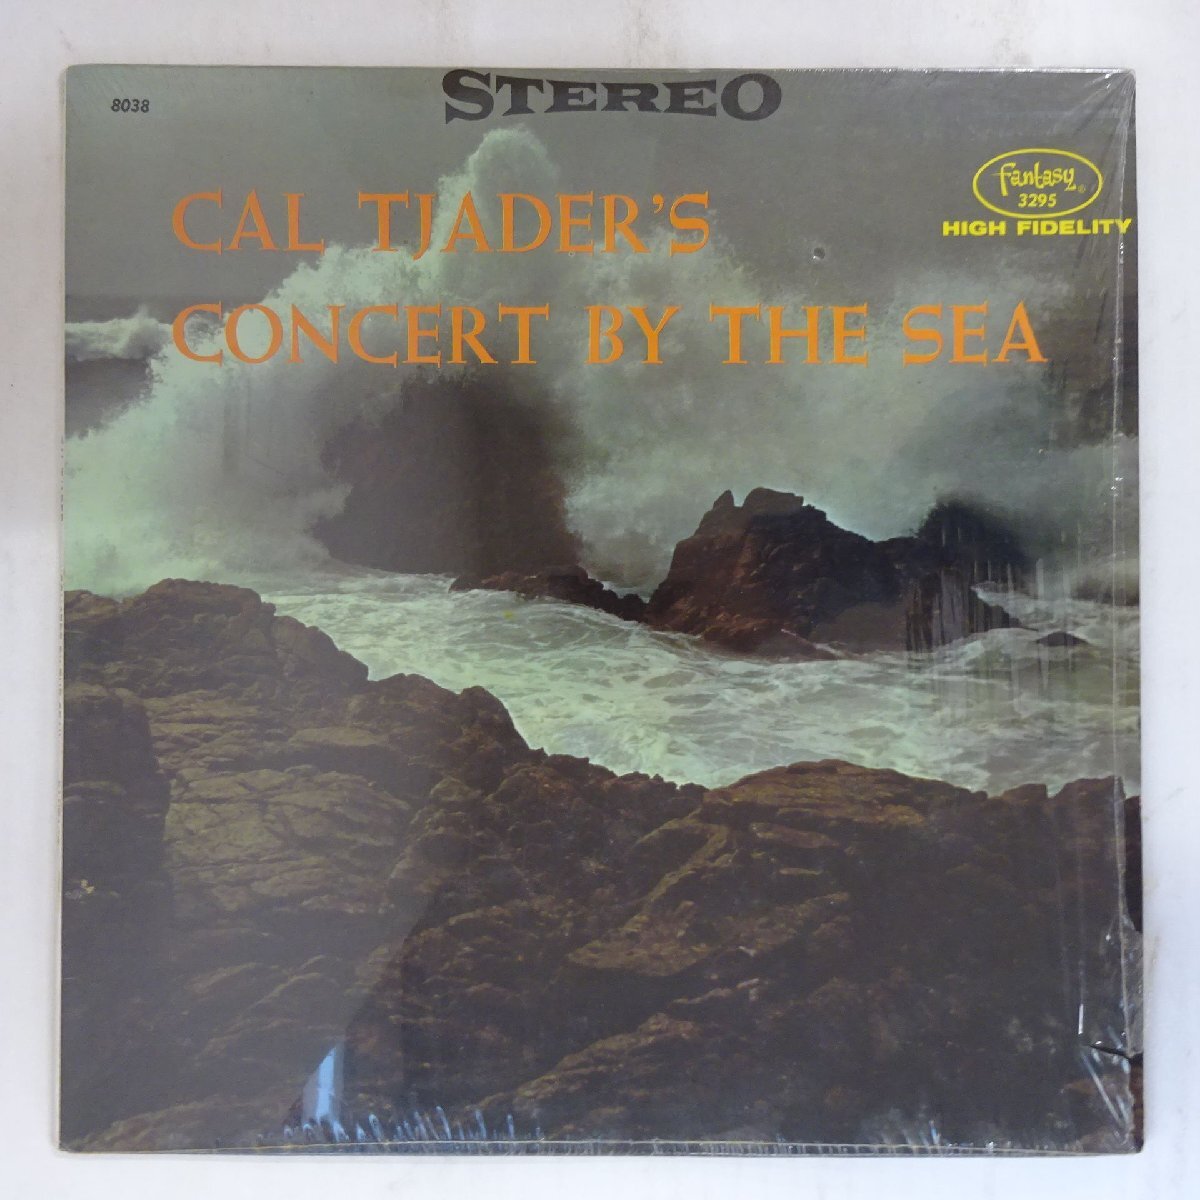 STEREO
8038
fantasy®
3295
HIGH FIDELITY
CAL TJADER'S
CONCERT BY THE SEA